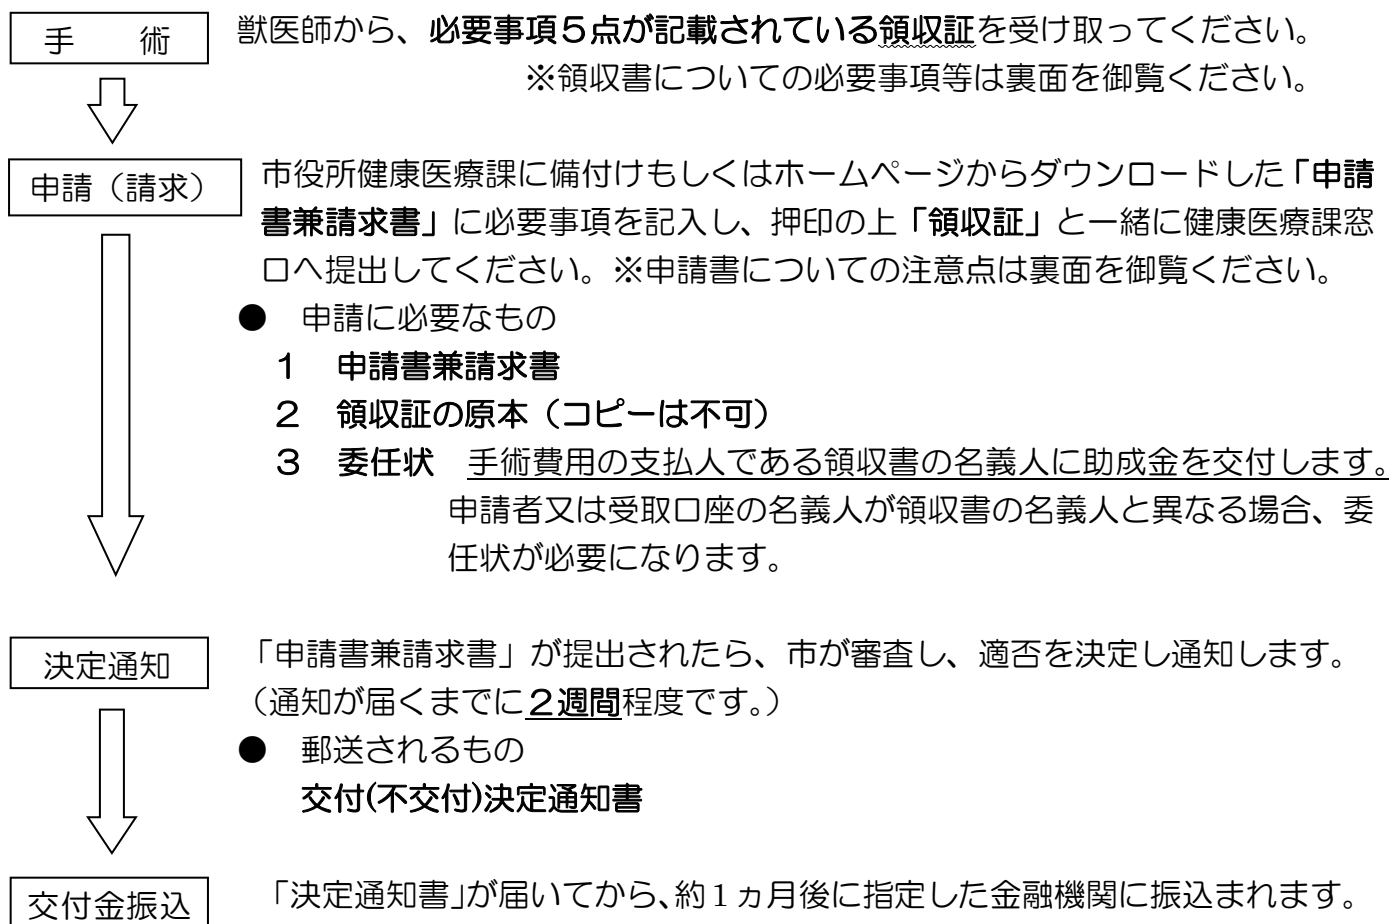 手　術
獣医師から、必要事項５点が記載されている領収証を受け取ってください。
※領収書についての必要事項等は裏面を御覧ください。
申請（請求）
市役所健康医療課に備付けもしくはホームページからダウンロードした「申請
書兼請求書」に必要事項を記入し、押印の上「領収証」と一緒に健康医療課窓
口へ提出してください。※申請書についての注意点は裏面を御覧ください。
●　申請に必要なもの
１　申請書兼請求書
２　領収証の原本（コピーは不可）
３　委任状　手術費用の支払人である領収書の名義人に助成金を交付します。
申請者又は受取口座の名義人が領収書の名義人と異なる場合、委
任状が必要になります。
決定通知
「申請書兼請求書」が提出されたら、市が審査し、適否を決定し通知します。
（通知が届くまでに２週間程度です。）
●　郵送されるもの
交付(不交付)決定通知書
交付金振込
「決定通知書」が届いてから、約１ヵ月後に指定した金融機関に振込まれます。